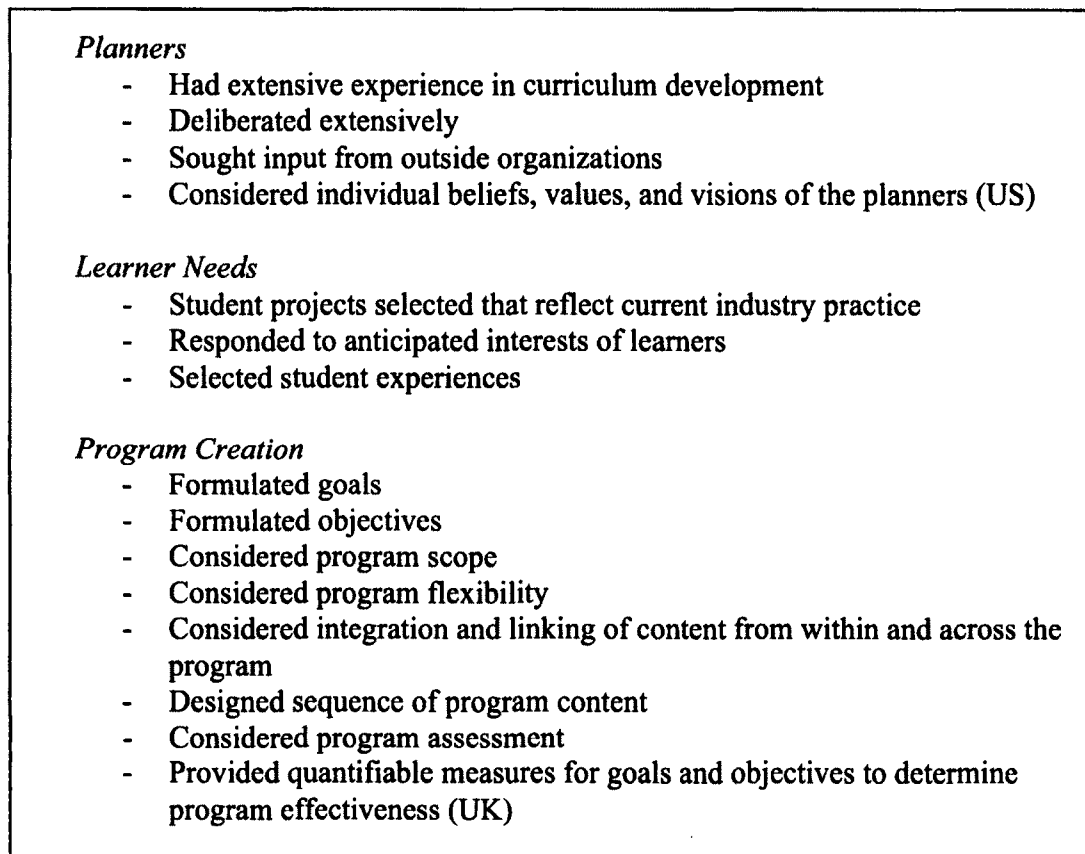 Planners
- Had extensive experience in curriculum development
- Deliberated extensively
- Sought input from outside organizations
- Considered individual beliefs, values, and visions of the planners (US)
Learner Needs
- Student projects selected that reflect current industry practice
- Responded to anticipated interests of learners
- Selected student experiences
Program Creation
- Formulated goals
- Formulated objectives
- Considered program scope
- Considered program flexibility
- Considered integration and linking of content from within and across the
program
- Designed sequence of program content
- Considered program assessment
- Provided quantifiable measures for goals and objectives to determine
program effectiveness (UK)